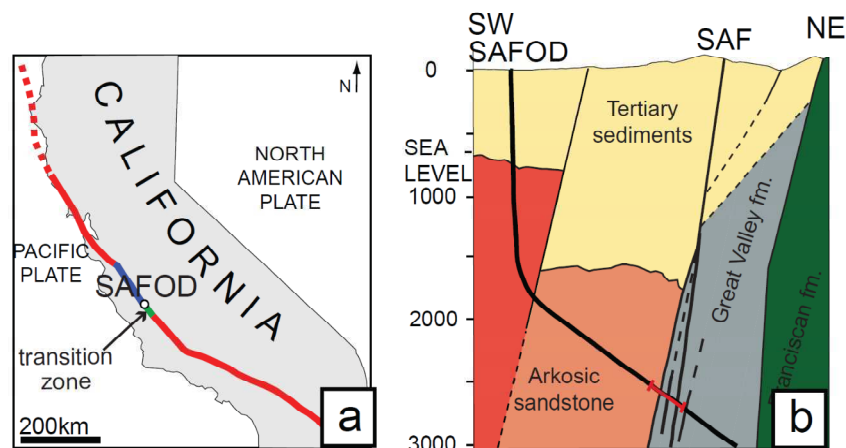 N
CALIFORNIA
NORTH
AMERICAN
PLATE
PACIFIC
PLATE
SAFOD
transition
zone
200km
a
SW
SAFOD
SAF
NE
0
Tertiary
sediments
SEA
LEVEL
1000
Great Valley fm.
2000
Franciscan fm.
Arkosic
sandstone
3000
b